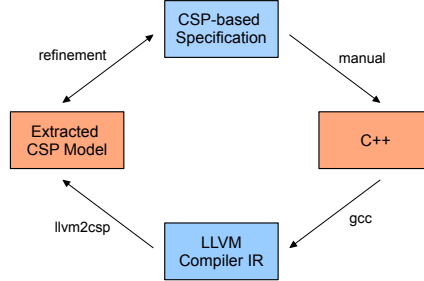 CSP-based
Specification
refinement
manual
Extracted
CSP Model
C++
llvm2csp
gcc
LLVM
Compiler IR